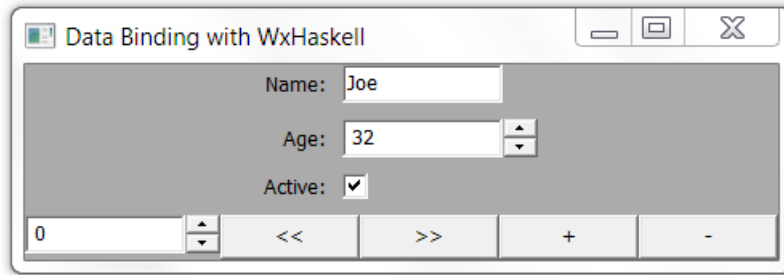 Data Binding with WxHaskell
Name: Joe
Age: 32
Active:
0 << >> + -